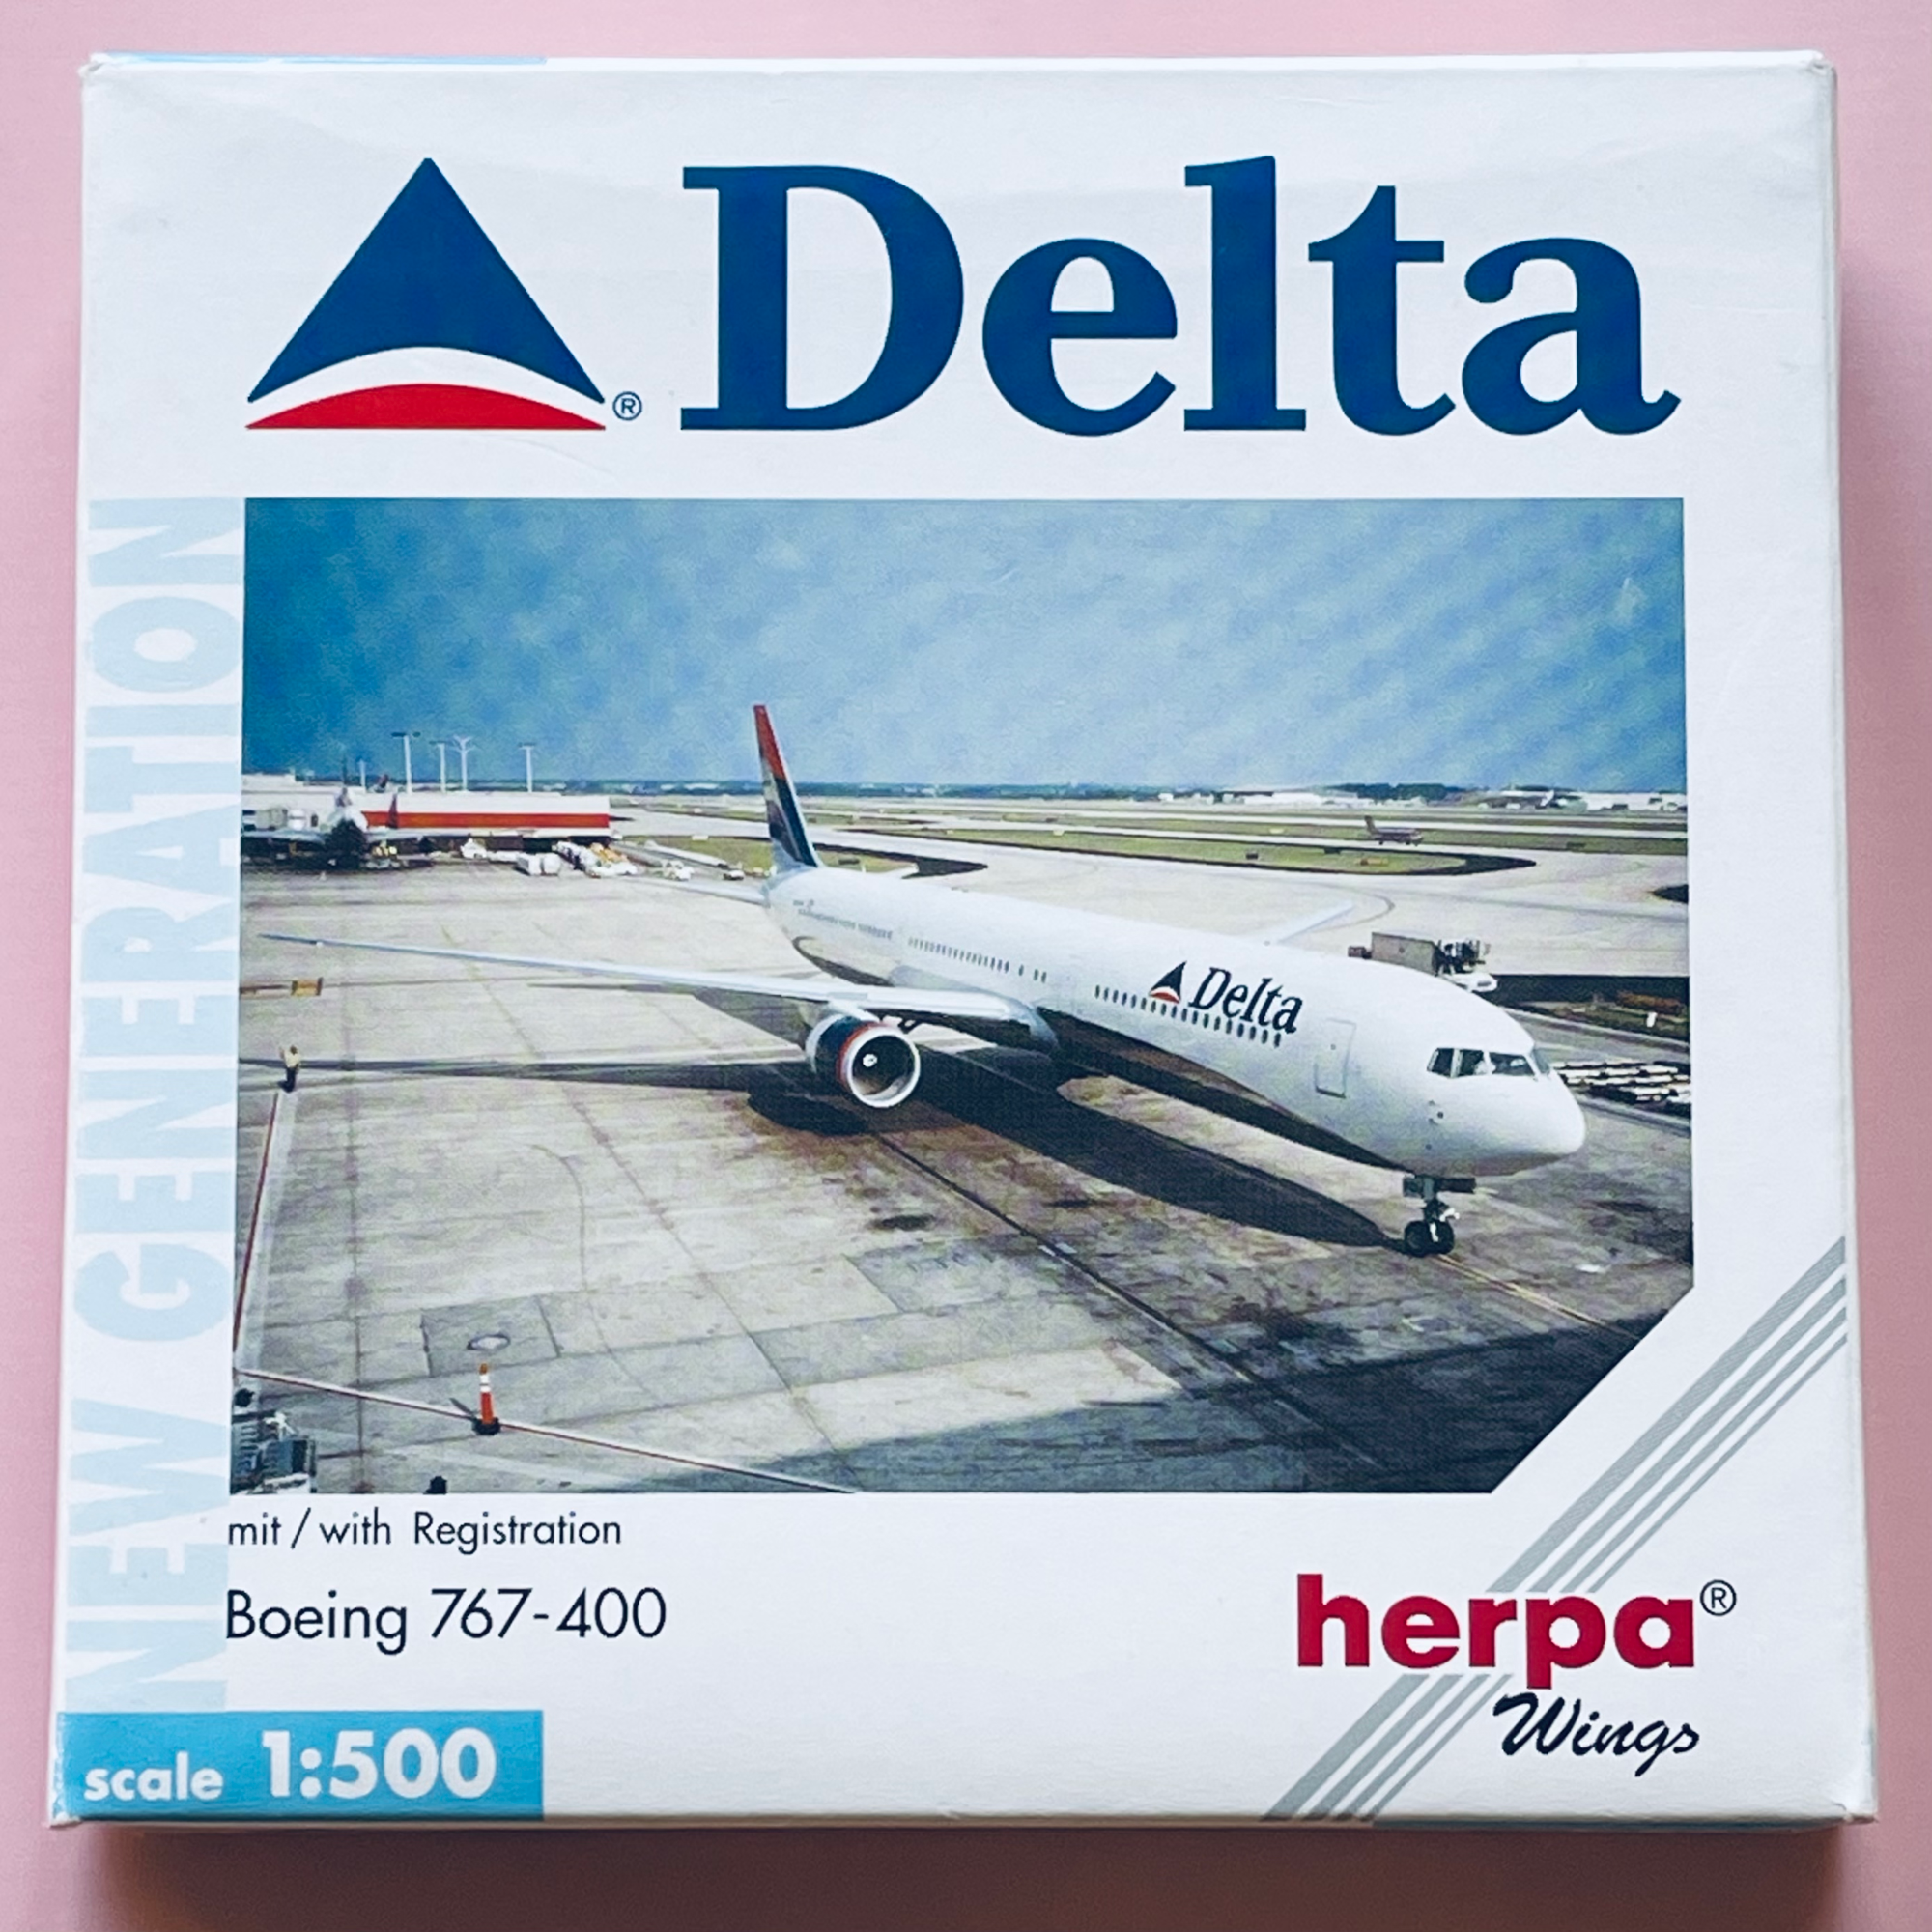 ® Delta
NEW GENERATION
Delta
mit / with Registration
Boeing 767-400
herpa®
Wings
scale 1:500